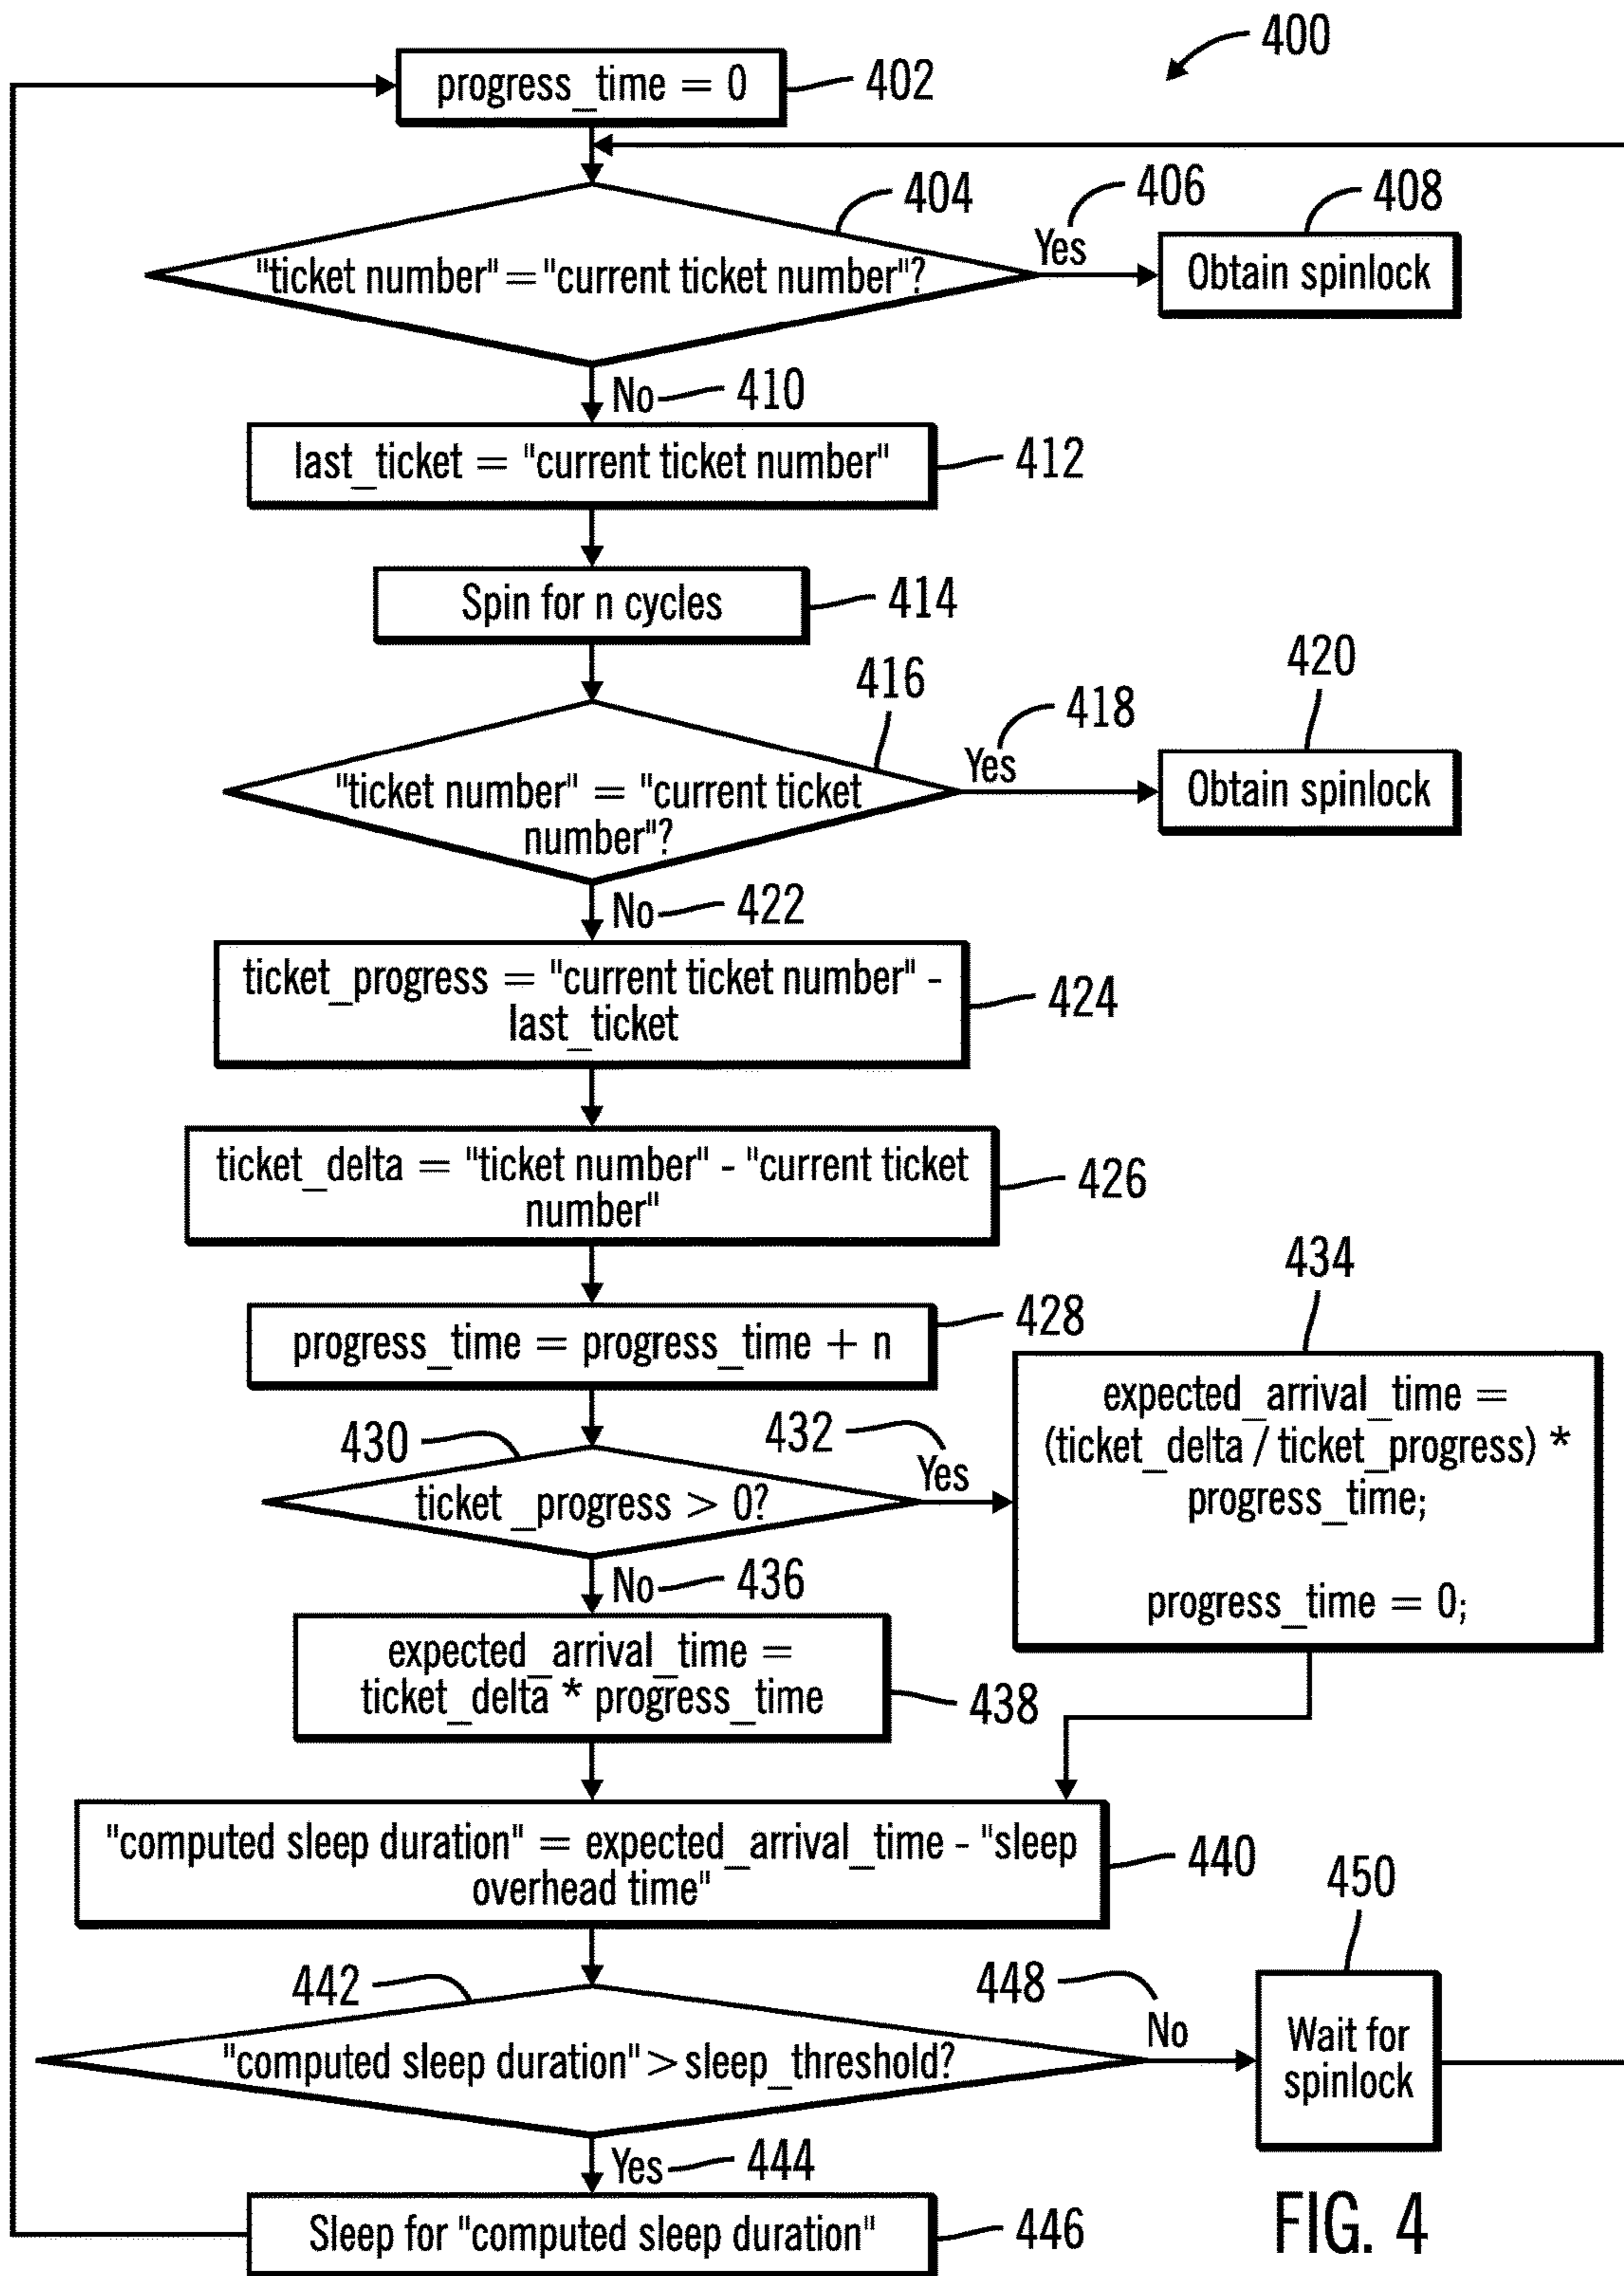 400
progress_time = 0
402
404
"ticket number" = "current ticket number"?
Yes
406
408
Obtain spinlock
No
410
last_ticket = "current ticket number"
412
Spin for n cycles
414
416
"ticket number" = "current ticket
number"?
Yes
418
420
Obtain spinlock
No
422
ticket_progress = "current ticket number" -
last_ticket
424
ticket_delta = "ticket number" - "current ticket
number"
426
progress_time = progress_time + n
428
430
ticket _progress > 0?
432
Yes
434
expected_arrival_time =
(ticket_delta / ticket_progress) *
progress_time;
progress_time = 0;
No
436
expected_arrival_time =
ticket_delta * progress_time
438
"computed sleep duration" = expected_arrival_time - "sleep
overhead time"
440
442
"computed sleep duration" > sleep_threshold?
448
No
450
Wait for
spinlock
Yes
444
Sleep for "computed sleep duration"
446
FIG. 4